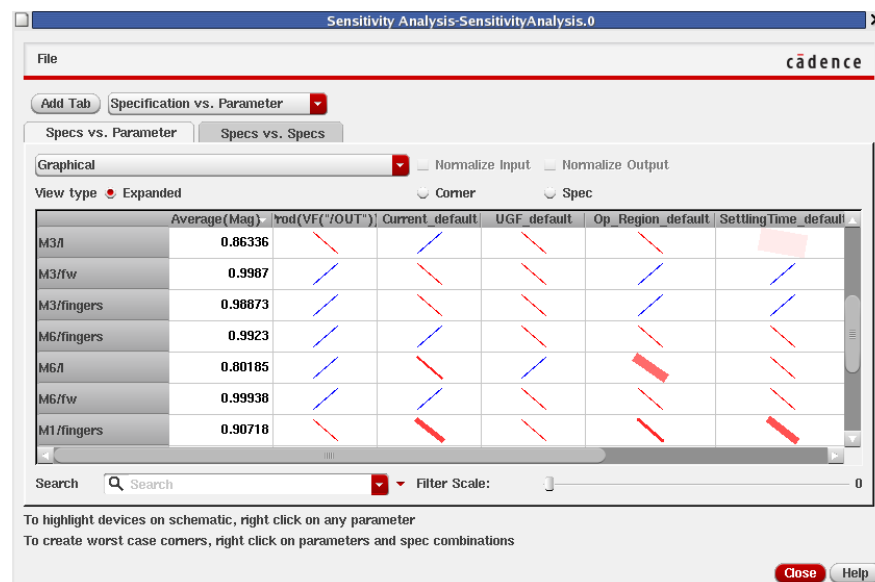 Sensitivity Analysis-SensitivityAnalysis.0
File
cādence
Add Tab Specification vs. Parameter
Specs vs. Parameter Specs vs. Specs
Graphical Normalize Input Normalize Output
View type Expanded Corner Spec
Average(Mag) rod(VF("/OUT")) Current_default UGF_default Op_Region_default SettlingTime_default
M3/l 0.86336
M3/fw 0.9987
M3/fingers 0.98873
M6/fingers 0.9923
M6/l 0.80185
M6/fw 0.99938
M1/fingers 0.90718
Search Search Filter Scale: 0
To highlight devices on schematic, right click on any parameter
To create worst case corners, right click on parameters and spec combinations
Close Help